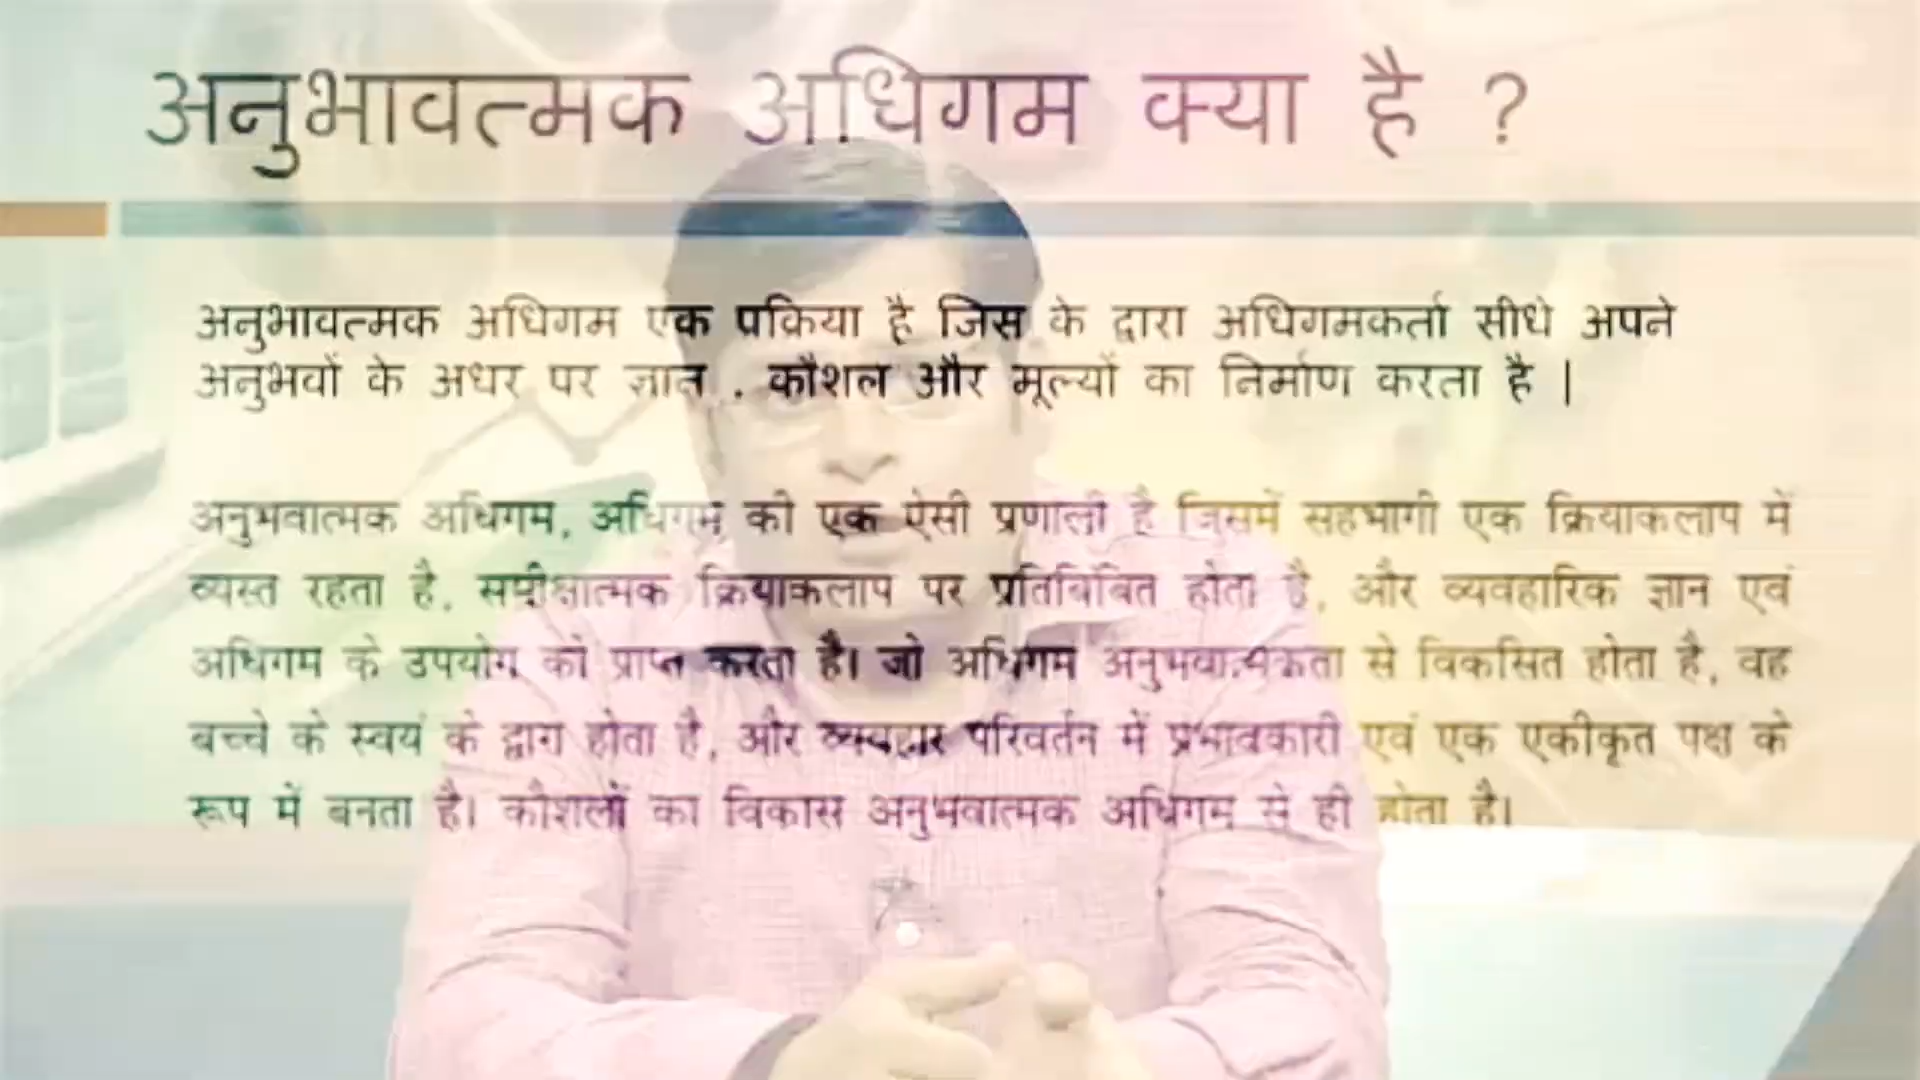 अनुभावत्मक अधिगम क्या है ?
अनुभावत्मक अधिगम एक प्रक्रिया है जिस के द्वारा अधिगमकर्ता सीधे अपने
अनुभवों के अधर पर ज्ञान , कौशल और मूल्यों का निर्माण करता है |
अनुभवात्मक अधिगम, अधिगम की एक ऐसी प्रणाली है जिसमें सहभागी एक क्रियाकलाप में
व्यस्त रहता है, समीक्षात्मक क्रियाकलाप पर प्रतिबिंबित होता है, और व्यवहारिक ज्ञान एवं
अधिगम के उपयोग को प्राप्त करता है। जो अधिगम अनुभवात्मकता से विकसित होता है, वह
बच्चे के स्वयं के द्वारा होता है, और व्यवहार परिवर्तन में प्रभावकारी एवं एक एकीकृत पक्ष के
रूप में बनता है। कौशलों का विकास अनुभवात्मक अधिगम से ही होता है।